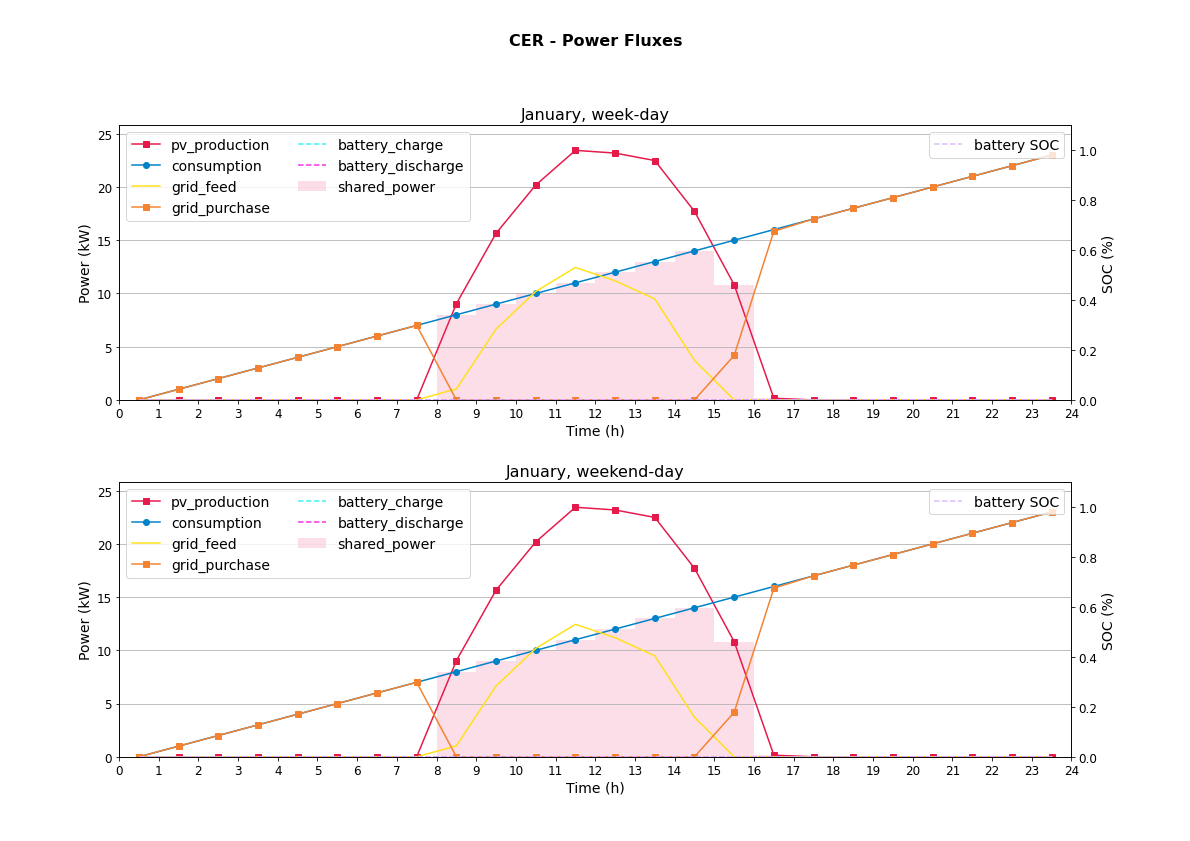 CER - Power Fluxes
January, week-day
pv_production
consumption
grid_feed
grid_purchase
battery_charge
battery_discharge
shared_power
battery SOC
Power (kW)
25
20
15
10
5
0
SOC (%)
1.0
0.8
0.6
0.4
0.2
0.0
0 1 2 3 4 5 6 7 8 9 10 11 12 13 14 15 16 17 18 19 20 21 22 23 24
Time (h)
January, weekend-day
pv_production
consumption
grid_feed
grid_purchase
battery_charge
battery_discharge
shared_power
battery SOC
Power (kW)
25
20
15
10
5
0
SOC (%)
1.0
0.8
0.6
0.4
0.2
0.0
0 1 2 3 4 5 6 7 8 9 10 11 12 13 14 15 16 17 18 19 20 21 22 23 24
Time (h)